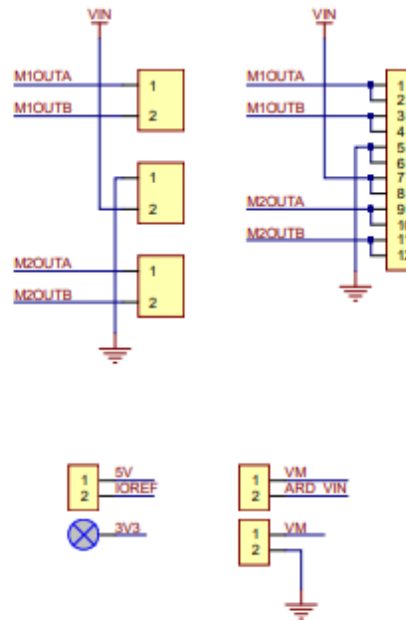 VIN VIN
M1OUTA 1 M1OUTA 1
2
M1OUTB 2 M1OUTB 3
4
1 5
6
2 7
8
M2OUTA 1 M2OUTA 9
10
M2OUTB 2 M2OUTB 11
12
1 5V 1 VM
2 IOREF 2 ARD_VIN
3V3 1 VM
2